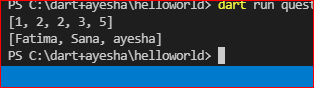 PS C:\dart+ayesha\helloworld> dart run quest
[1, 2, 2, 3, 5]
[Fatima, Sana, ayesha]
PS C:\dart+ayesha\helloworld>